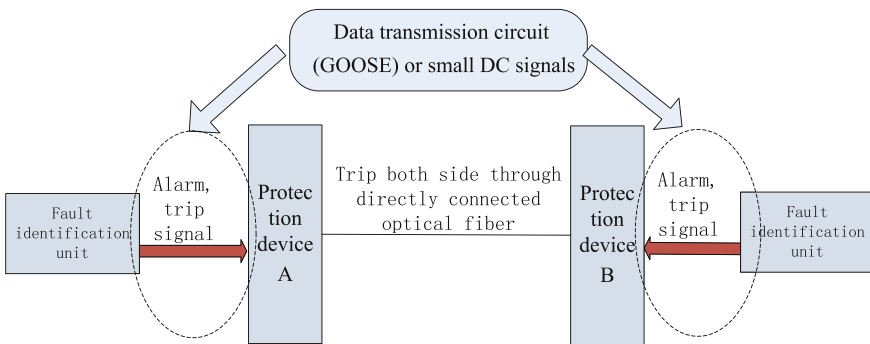 Data transmission circuit
(GOOSE) or small DC signals
Fault
identification
unit
Alarm,
trip
signal
Protec
tion
device
A
Trip both side through
directly connected
optical fiber
Protec
tion
device
B
Alarm,
trip
signal
Fault
identification
unit